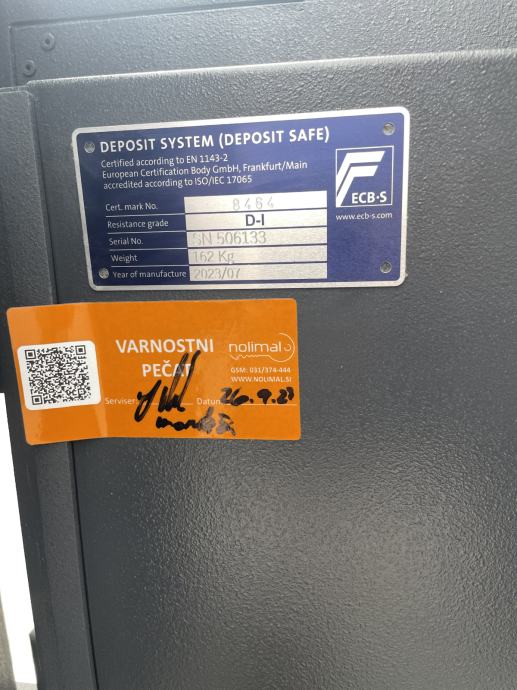 DEPOSIT SYSTEM (DEPOSIT SAFE)
Certified according to EN 1143-2
European Certification Body GmbH, Frankfurt/Main
accredited according to ISO/IEC 17065
ECB·S
www.ecb-s.com
Cert. mark No. 8464
Resistance grade D-I
Serial No. SN 506133
Weight 162 Kg
Year of manufacture 2023/07
VARNOSTNI
PEČAT
nolimal
GSM: 031/374-444
WWW.NOLIMAL.SI
Serviser: Datum